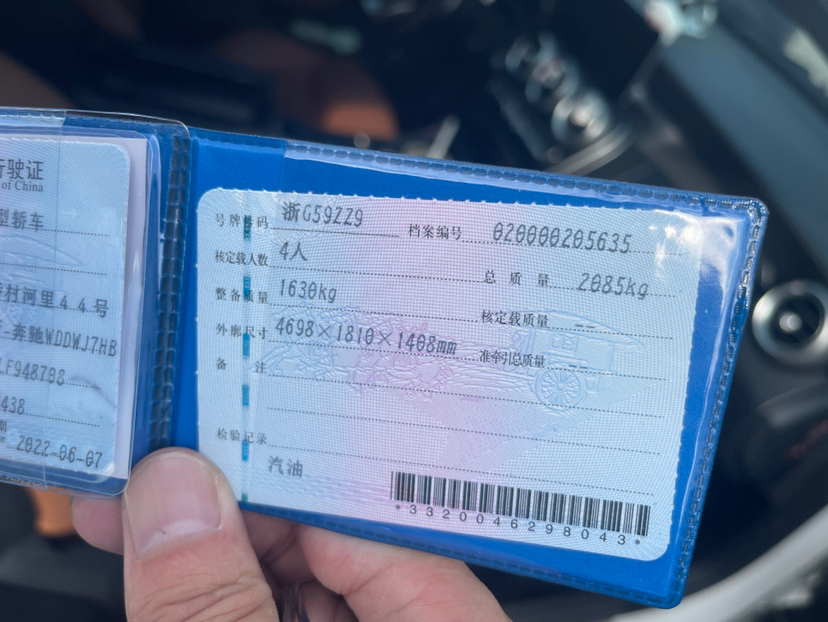 行驶证
of China
型轿车
村河里44号
奔驰WDDWJ7HB
LF948798
438
2022-06-07
号牌号码 浙G59ZZ9 档案编号 020000205635
核定载人数 4人 总质量 2085kg
整备质量 1630kg 核定载质量 --
外廓尺寸 4698×1810×1408mm 准牵引总质量 --
备注
检验记录
汽油
*3320046298043*